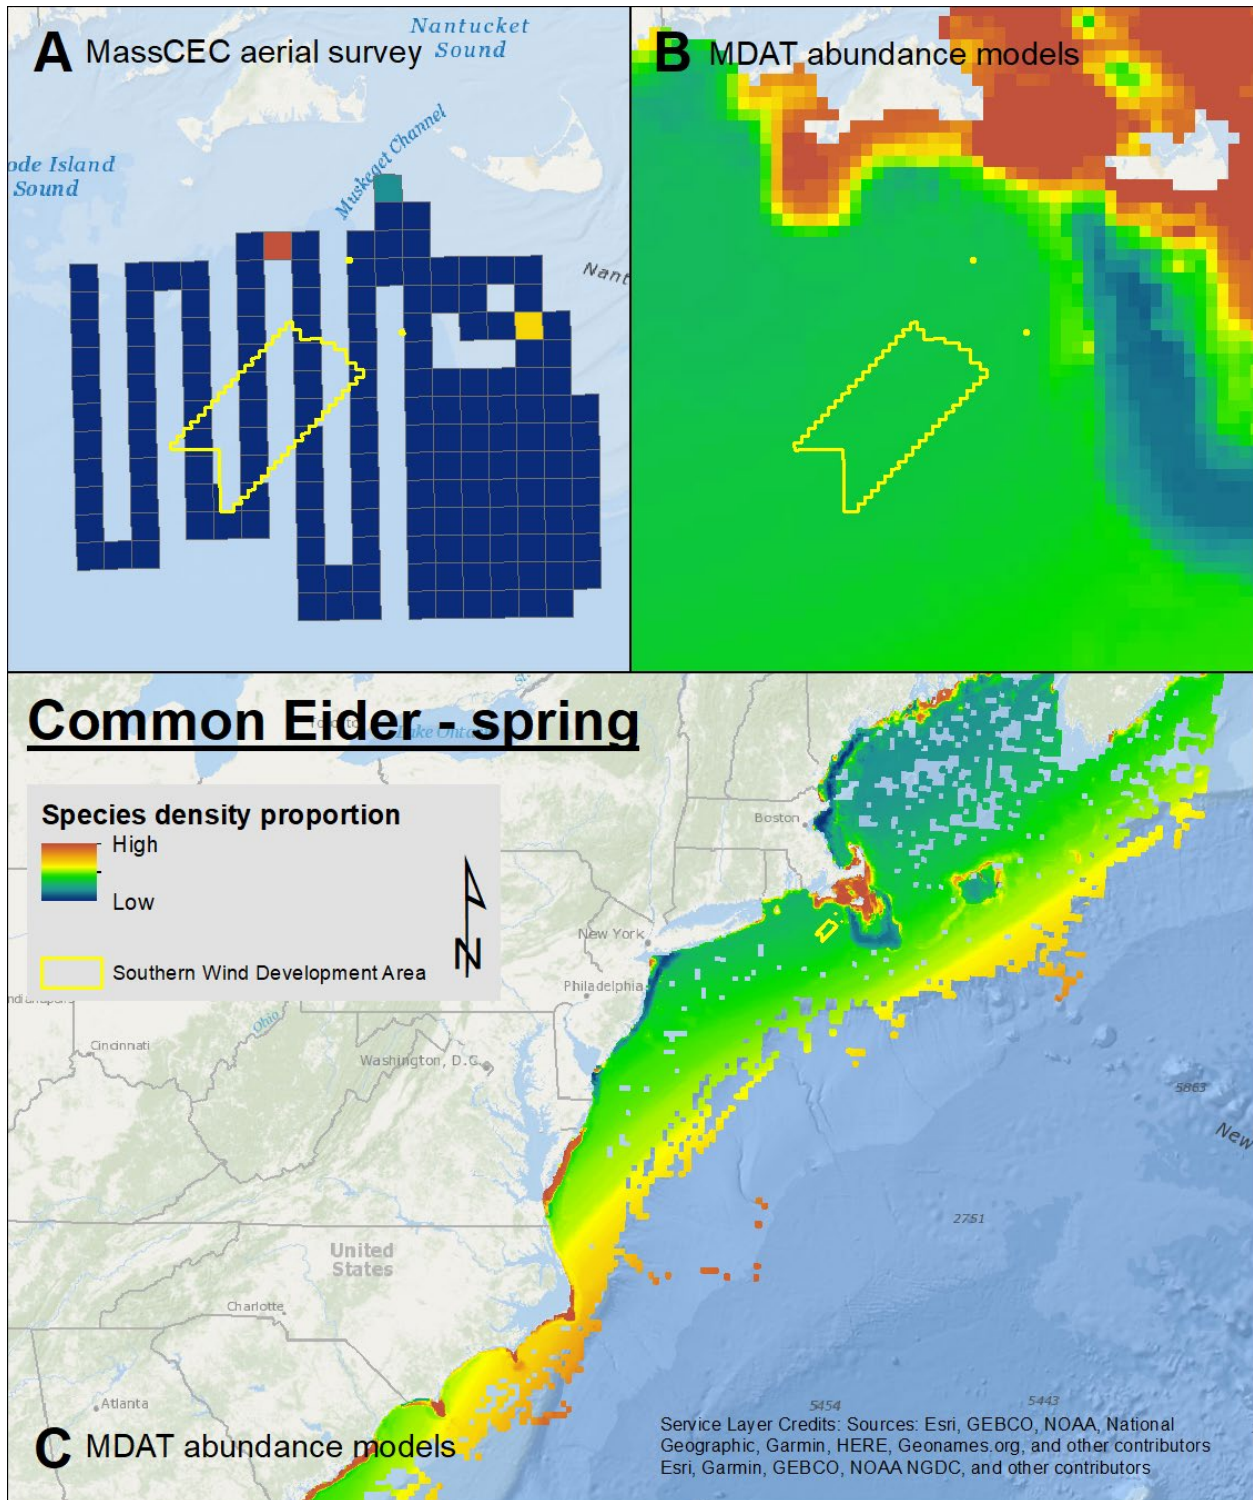 A MassCEC aerial survey
Nantucket
Sound
Muskeget Channel
ode Island
Sound
Nant
B MDAT abundance models
Common Eider - spring
Species density proportion
High
Low
N
Southern Wind Development Area
Boston
New York
Philadelphia
Ohio
Cincinnati
Washington, D.C.
5863
New
2751
United
States
Charlotte
Atlanta
5454
5443
C MDAT abundance models
Service Layer Credits: Sources: Esri, GEBCO, NOAA, National
Geographic, Garmin, HERE, Geonames.org, and other contributors
Esri, Garmin, GEBCO, NOAA NGDC, and other contributors